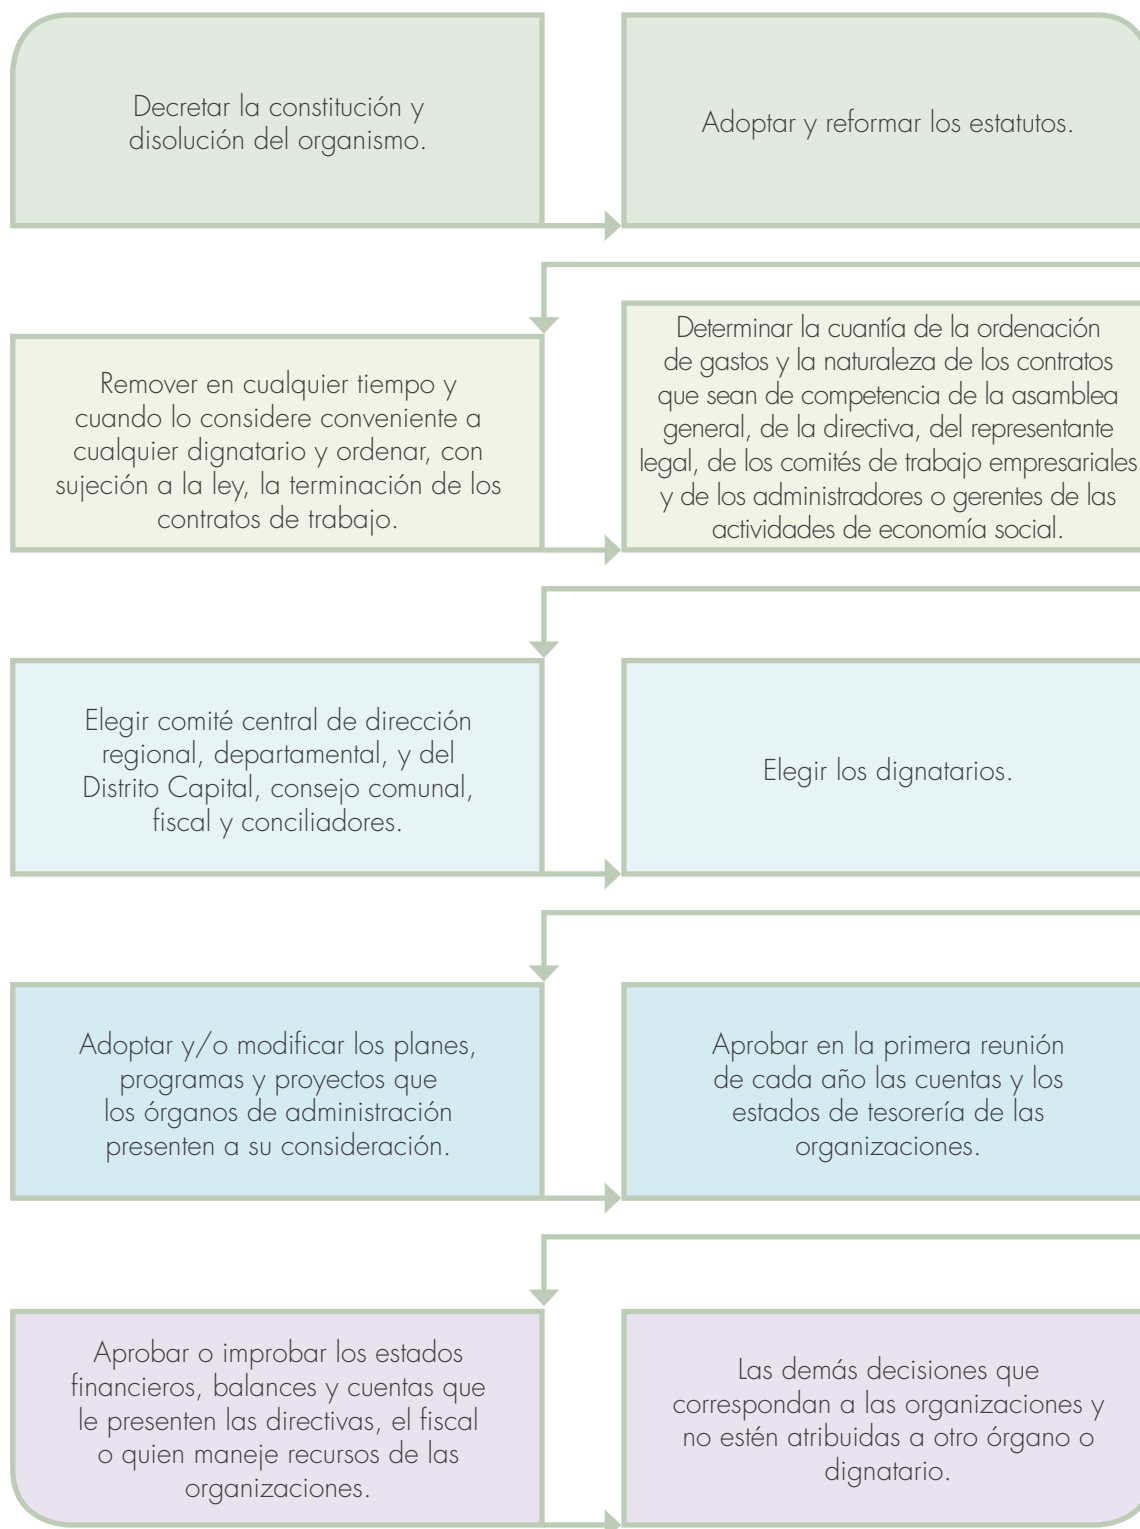 Decretar la constitución y
disolución del organismo.
Adoptar y reformar los estatutos.
Remover en cualquier tiempo y
cuando lo considere conveniente a
cualquier dignatario y ordenar, con
sujeción a la ley, la terminación de los
contratos de trabajo.
Determinar la cuantía de la ordenación
de gastos y la naturaleza de los contratos
que sean de competencia de la asamblea
general, de la directiva, del representante
legal, de los comités de trabajo empresariales
y de los administradores o gerentes de las
actividades de economía social.
Elegir comité central de dirección
regional, departamental, y del
Distrito Capital, consejo comunal,
fiscal y conciliadores.
Elegir los dignatarios.
Adoptar y/o modificar los planes,
programas y proyectos que
los órganos de administración
presenten a su consideración.
Aprobar en la primera reunión
de cada año las cuentas y los
estados de tesorería de las
organizaciones.
Aprobar o improbar los estados
financieros, balances y cuentas que
le presenten las directivas, el fiscal
o quien maneje recursos de las
organizaciones.
Las demás decisiones que
correspondan a las organizaciones y
no estén atribuidas a otro órgano o
dignatario.